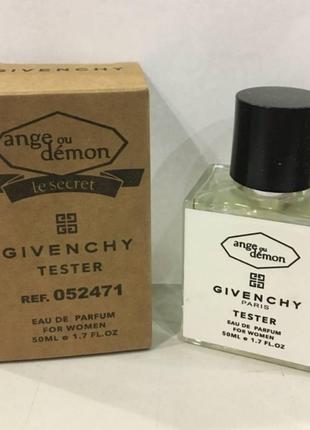 ange ou
démon
le secret
GIVENCHY
TESTER
REF. 052471
EAU DE PARFUM
FOR WOMEN
50ML e 1.7 FL.OZ
ange ou
démon
GIVENCHY
PARIS
TESTER
EAU DE PARFUM
FOR WOMEN
50ML e 1.7 FL.OZ